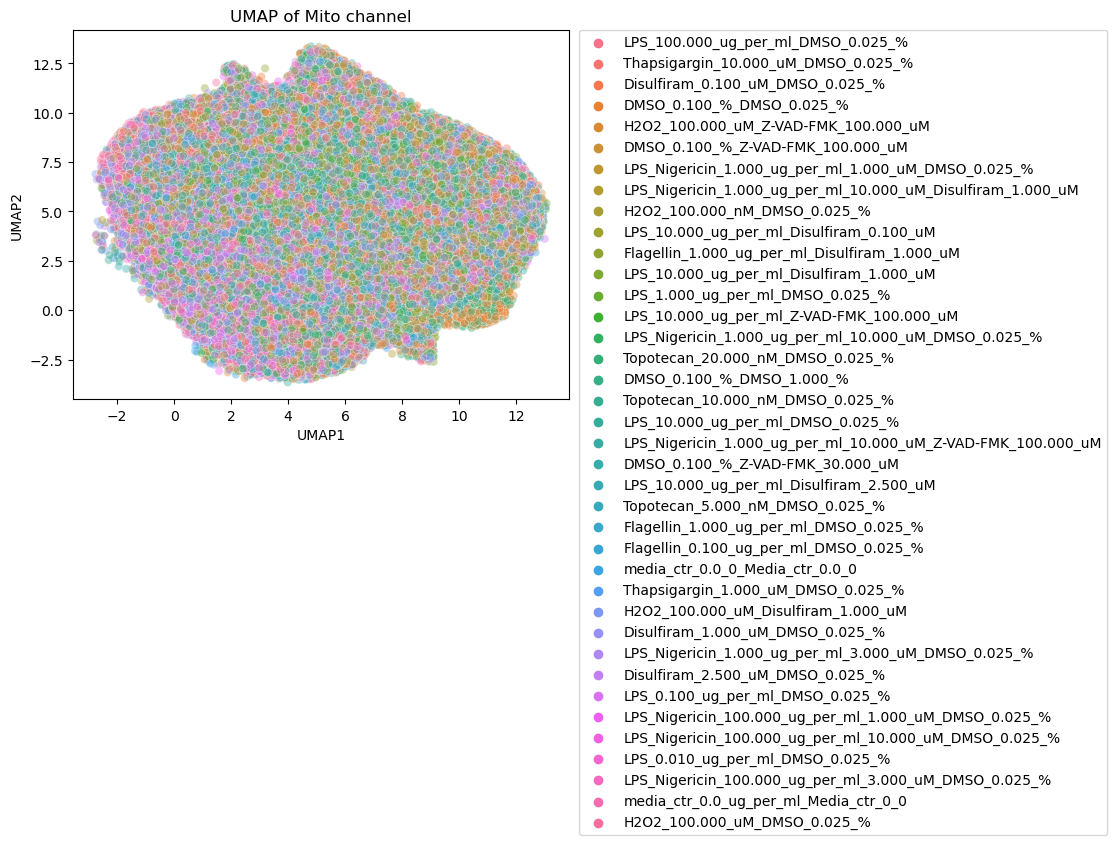 UMAP of Mito channel
UMAP2
12.5
10.0
7.5
5.0
2.5
0.0
−2.5
−2
0
2
4
6
8
10
12
UMAP1
LPS_100.000_ug_per_ml_DMSO_0.025_%
Thapsigargin_10.000_uM_DMSO_0.025_%
Disulfiram_0.100_uM_DMSO_0.025_%
DMSO_0.100_%_DMSO_0.025_%
H2O2_100.000_uM_Z-VAD-FMK_100.000_uM
DMSO_0.100_%_Z-VAD-FMK_100.000_uM
LPS_Nigericin_1.000_ug_per_ml_1.000_uM_DMSO_0.025_%
LPS_Nigericin_1.000_ug_per_ml_10.000_uM_Disulfiram_1.000_uM
H2O2_100.000_nM_DMSO_0.025_%
LPS_10.000_ug_per_ml_Disulfiram_0.100_uM
Flagellin_1.000_ug_per_ml_Disulfiram_1.000_uM
LPS_10.000_ug_per_ml_Disulfiram_1.000_uM
LPS_1.000_ug_per_ml_DMSO_0.025_%
LPS_10.000_ug_per_ml_Z-VAD-FMK_100.000_uM
LPS_Nigericin_1.000_ug_per_ml_10.000_uM_DMSO_0.025_%
Topotecan_20.000_nM_DMSO_0.025_%
DMSO_0.100_%_DMSO_1.000_%
Topotecan_10.000_nM_DMSO_0.025_%
LPS_10.000_ug_per_ml_DMSO_0.025_%
LPS_Nigericin_1.000_ug_per_ml_10.000_uM_Z-VAD-FMK_100.000_uM
DMSO_0.100_%_Z-VAD-FMK_30.000_uM
LPS_10.000_ug_per_ml_Disulfiram_2.500_uM
Topotecan_5.000_nM_DMSO_0.025_%
Flagellin_1.000_ug_per_ml_DMSO_0.025_%
Flagellin_0.100_ug_per_ml_DMSO_0.025_%
media_ctr_0.0_0_Media_ctr_0.0_0
Thapsigargin_1.000_uM_DMSO_0.025_%
H2O2_100.000_uM_Disulfiram_1.000_uM
Disulfiram_1.000_uM_DMSO_0.025_%
LPS_Nigericin_1.000_ug_per_ml_3.000_uM_DMSO_0.025_%
Disulfiram_2.500_uM_DMSO_0.025_%
LPS_0.100_ug_per_ml_DMSO_0.025_%
LPS_Nigericin_100.000_ug_per_ml_1.000_uM_DMSO_0.025_%
LPS_Nigericin_100.000_ug_per_ml_10.000_uM_DMSO_0.025_%
LPS_0.010_ug_per_ml_DMSO_0.025_%
LPS_Nigericin_100.000_ug_per_ml_3.000_uM_DMSO_0.025_%
media_ctr_0.0_ug_per_ml_Media_ctr_0_0
H2O2_100.000_uM_DMSO_0.025_%